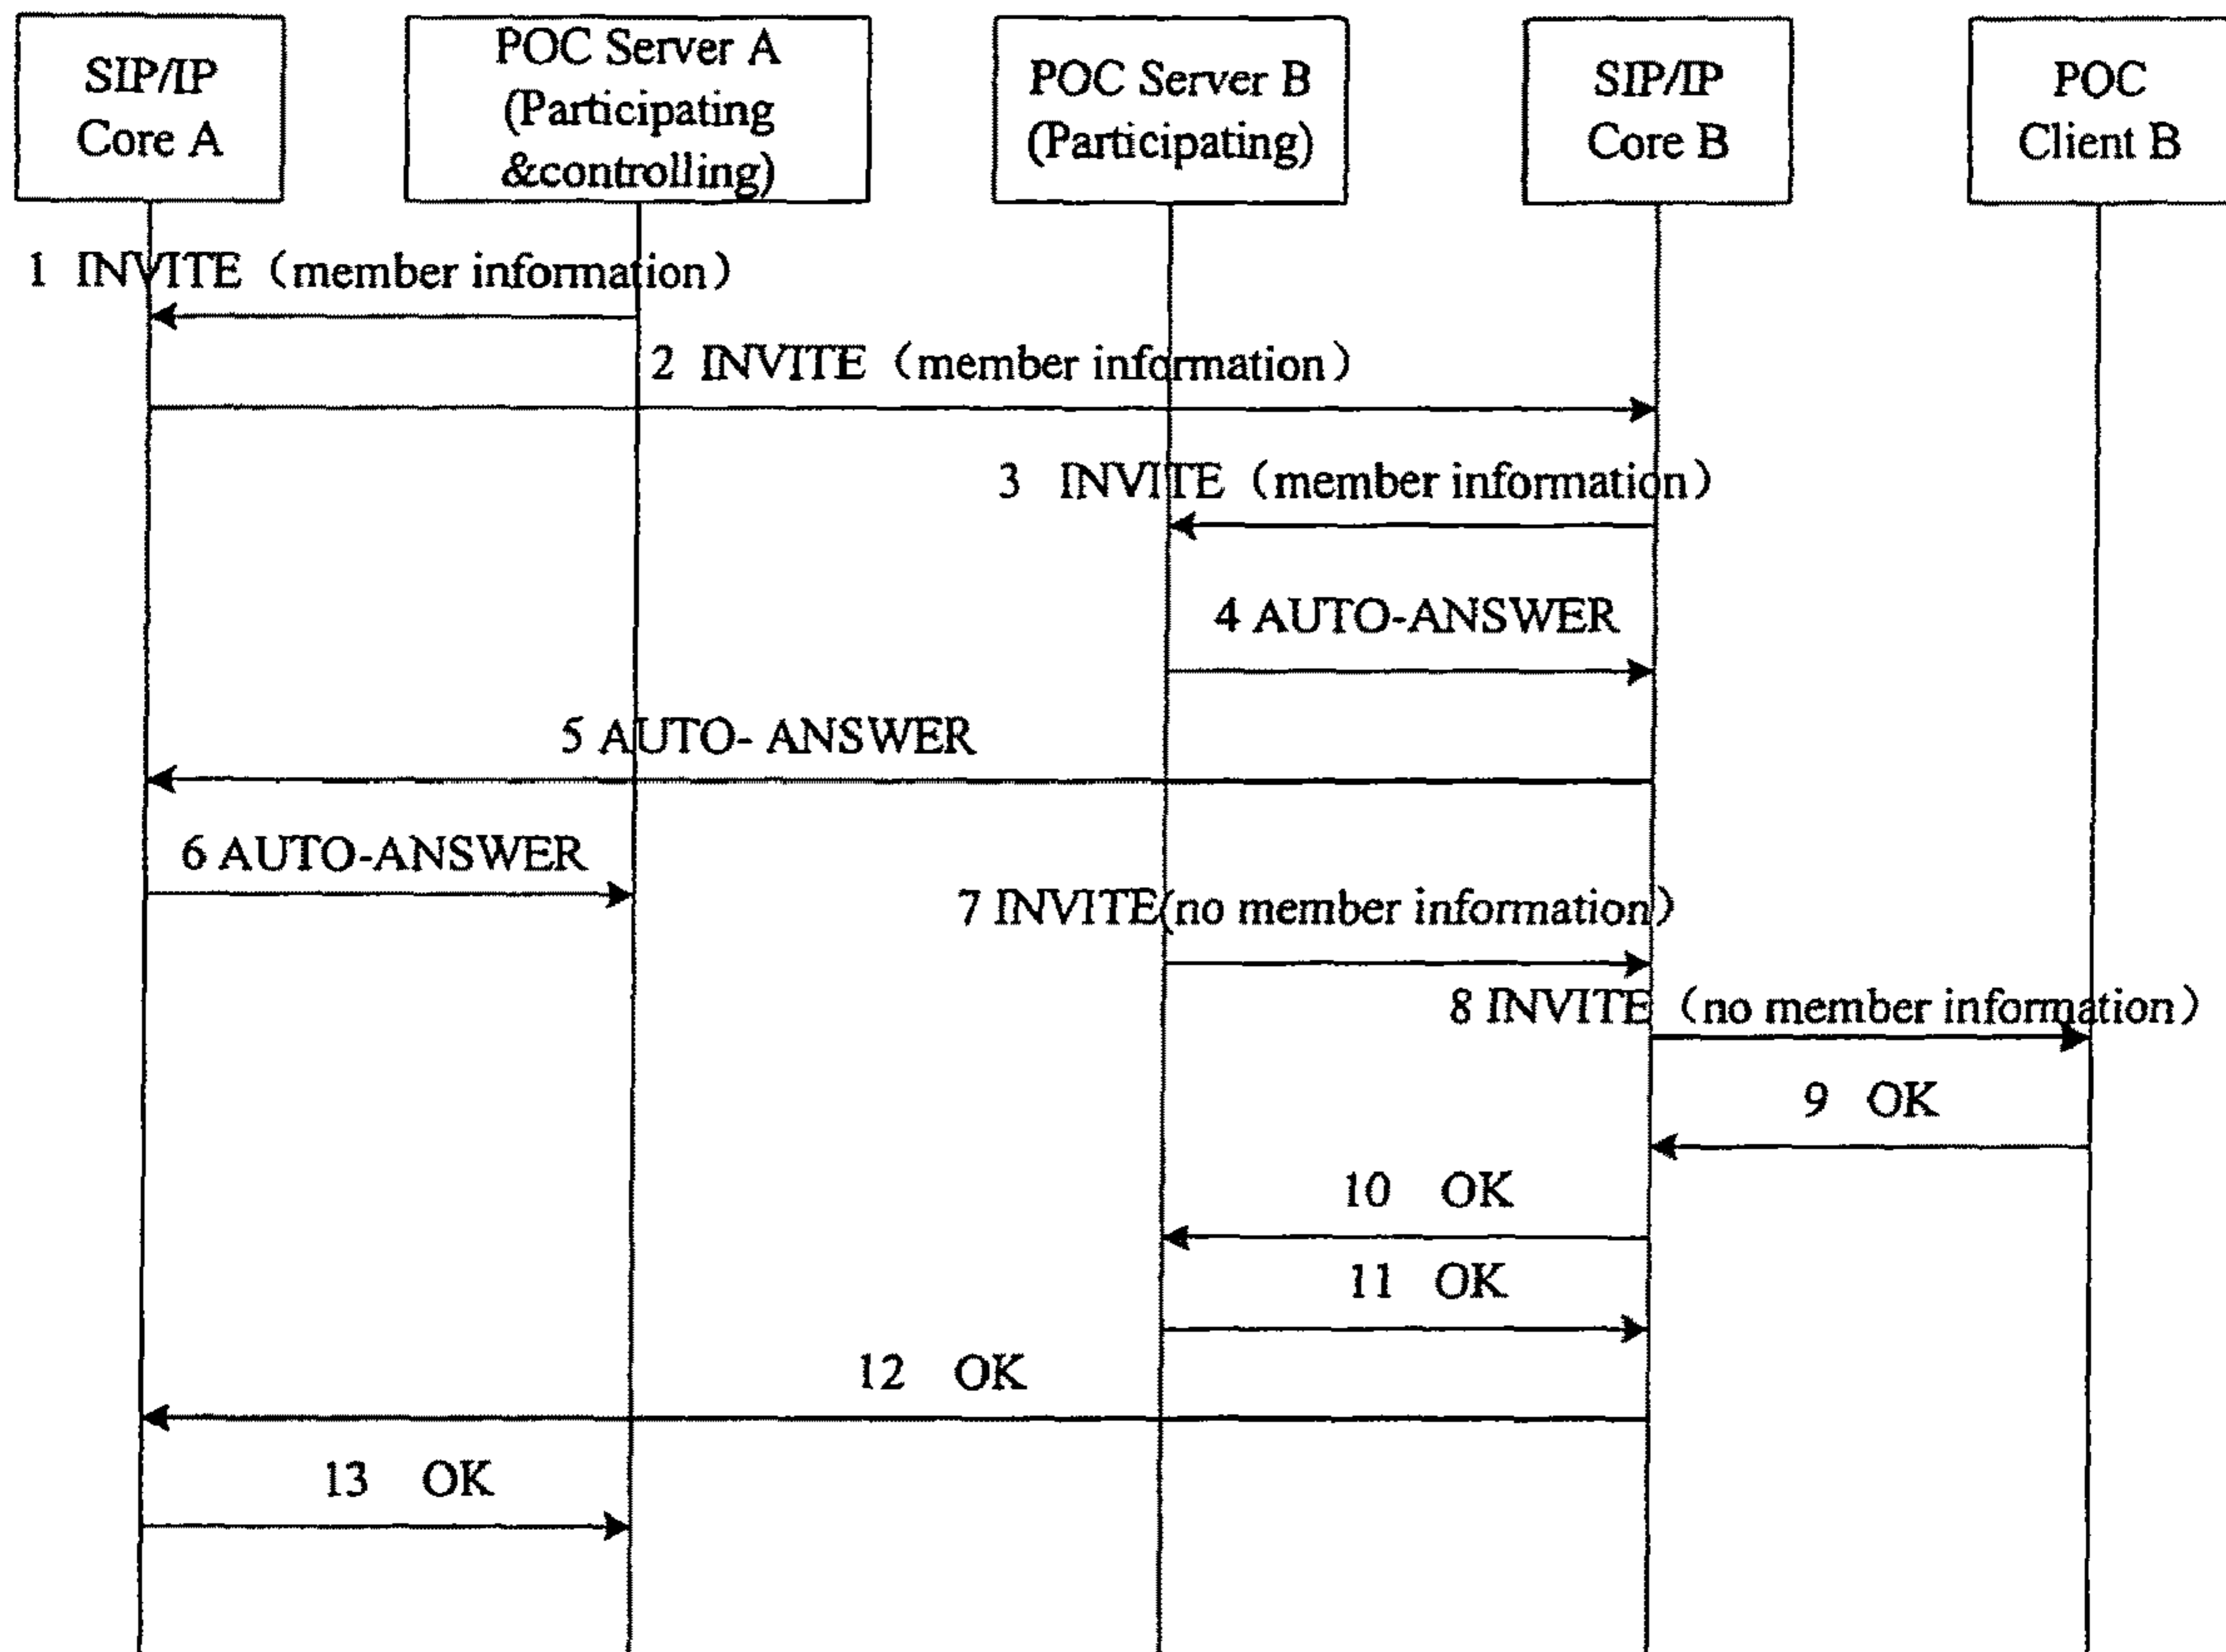 SIP/IP
Core A
POC Server A
(Participating
&controlling)
POC Server B
(Participating)
SIP/IP
Core B
POC
Client B
1 INVITE（member information）
2 INVITE（member information）
3 INVITE（member information）
4 AUTO-ANSWER
5 AUTO- ANSWER
6 AUTO-ANSWER
7 INVITE(no member information)
8 INVITE（no member information）
9 OK
10 OK
11 OK
12 OK
13 OK